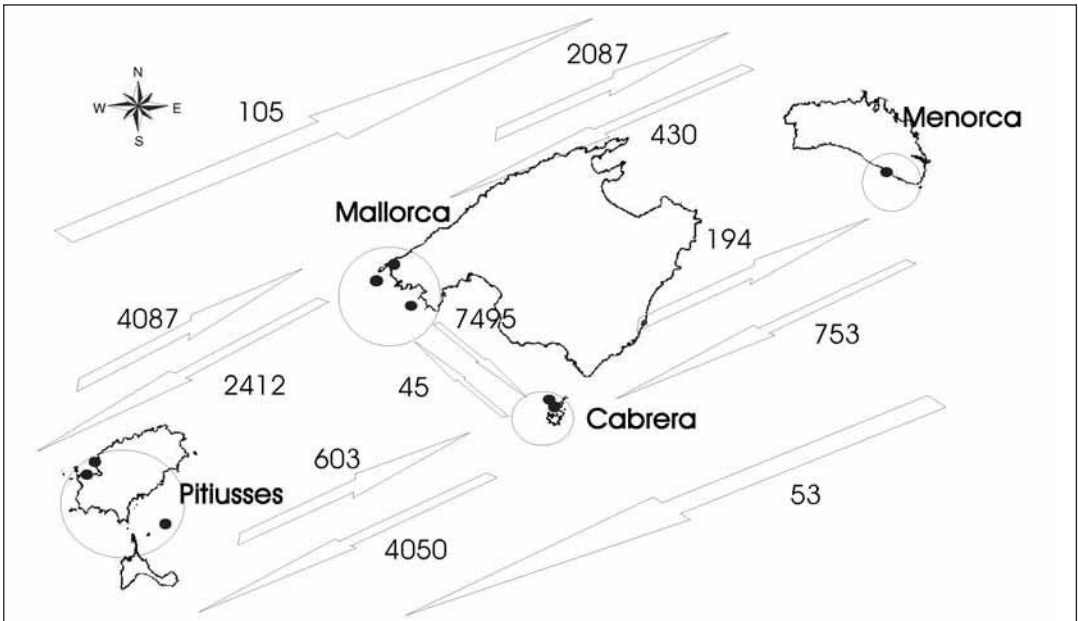 2087
N
105
W E
Menorca
430
S
Mallorca
194
4087
7495
753
2412
45
Cabrera
603
Pitiusses
53
4050